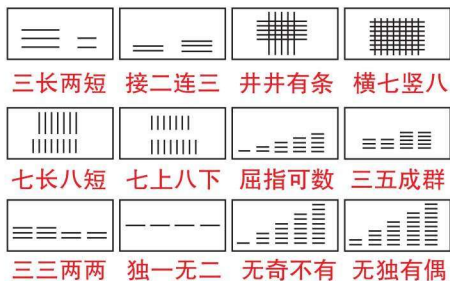 三长两短 接二连三 井井有条 横七竖八
七长八短 七上八下 屈指可数 三五成群
三三两两 独一无二 无奇不有 无独有偶